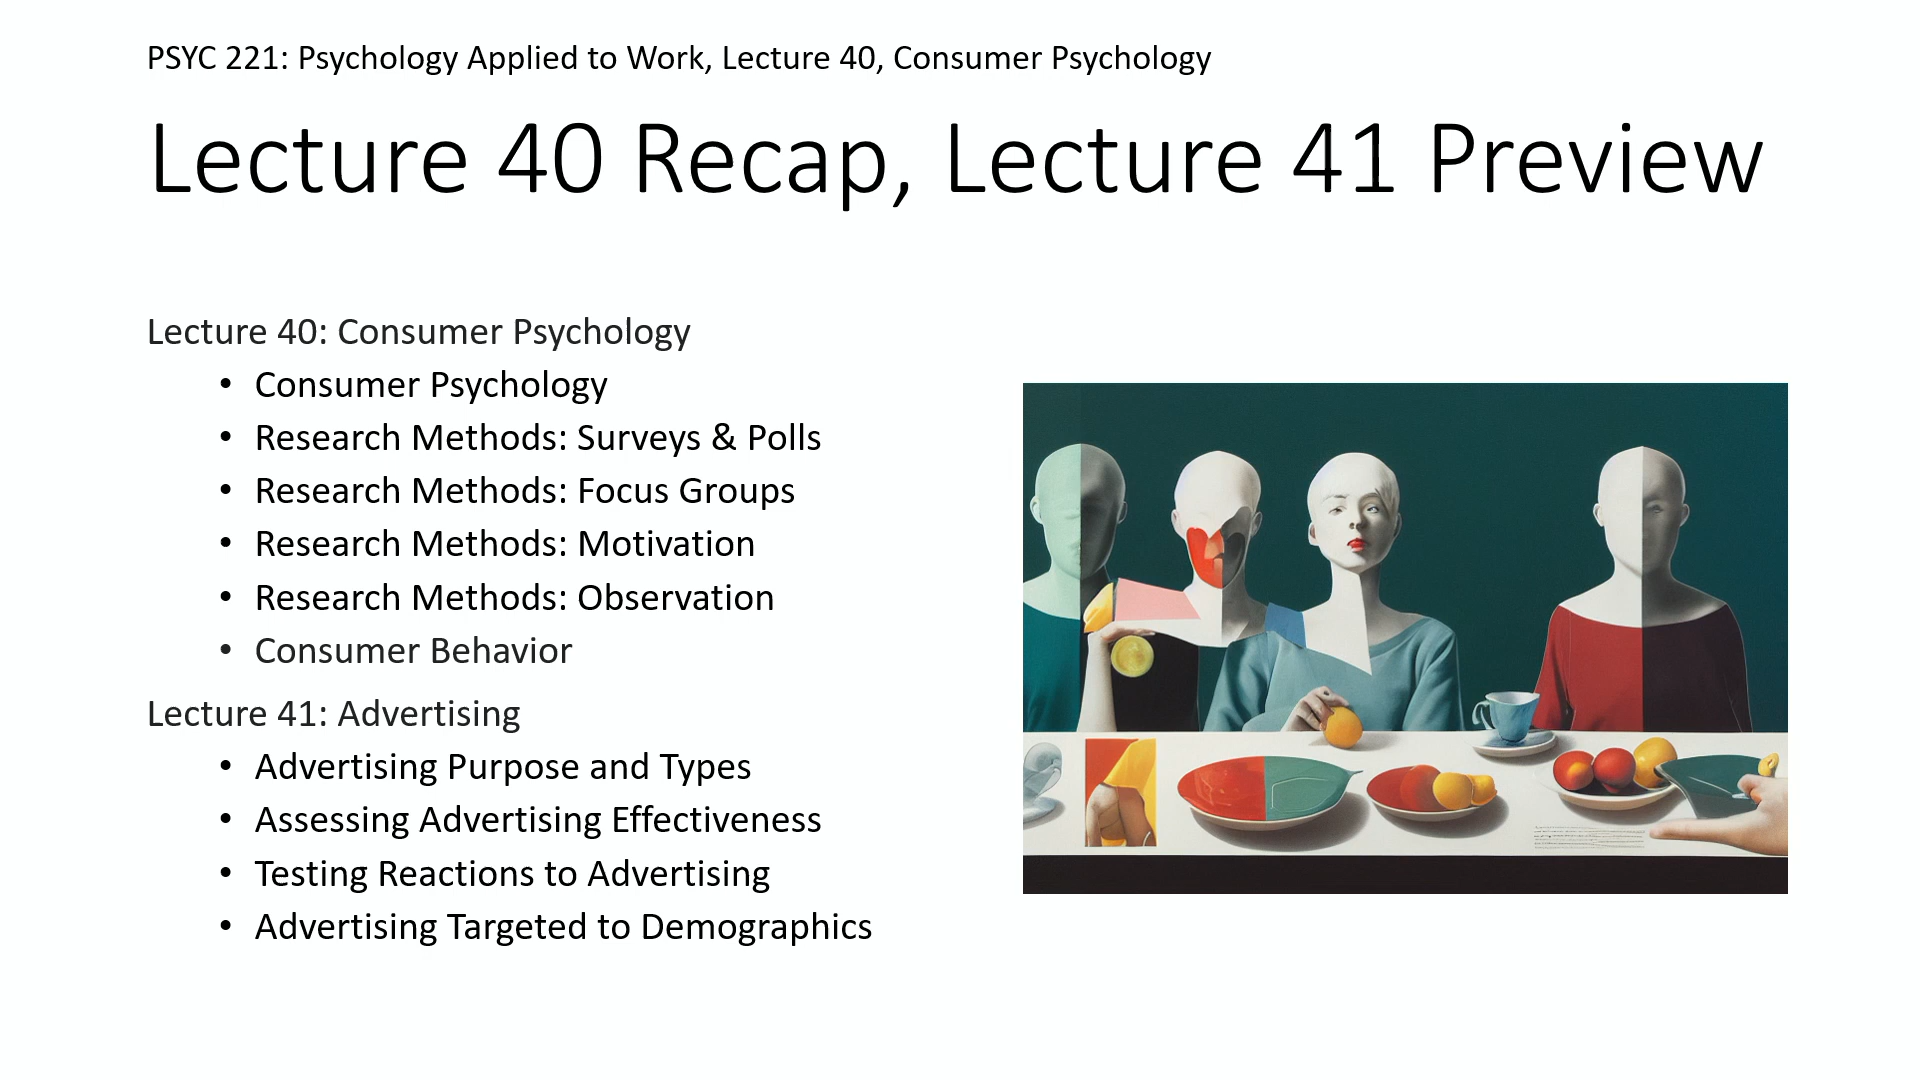 PSYC 221: Psychology Applied to Work, Lecture 40, Consumer Psychology
Lecture 40 Recap, Lecture 41 Preview
Lecture 40: Consumer Psychology
• Consumer Psychology
• Research Methods: Surveys & Polls
• Research Methods: Focus Groups
• Research Methods: Motivation
• Research Methods: Observation
• Consumer Behavior
Lecture 41: Advertising
• Advertising Purpose and Types
• Assessing Advertising Effectiveness
• Testing Reactions to Advertising
• Advertising Targeted to Demographics